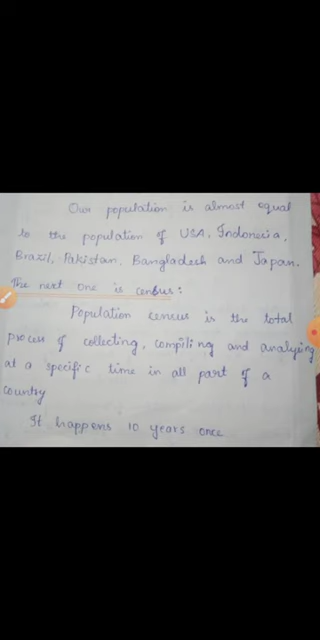 Our population is almost equal
to the population of USA, Indonesia,
Brazil, Pakistan, Bangladesh and Japan.
The next one is census:
Population census is the total
process of collecting, compiling and analysing
at a specific time in all part of a
country
It happens 10 years once